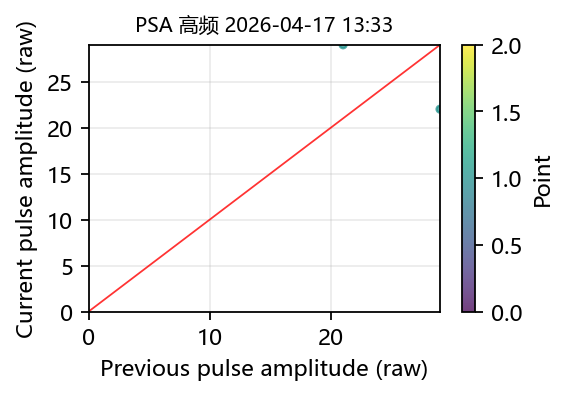 PSA 高频 2026-04-17 13:33
Current pulse amplitude (raw)
25
20
15
10
5
0
0 10 20
Previous pulse amplitude (raw)
2.0
1.5
1.0
0.5
0.0
Point